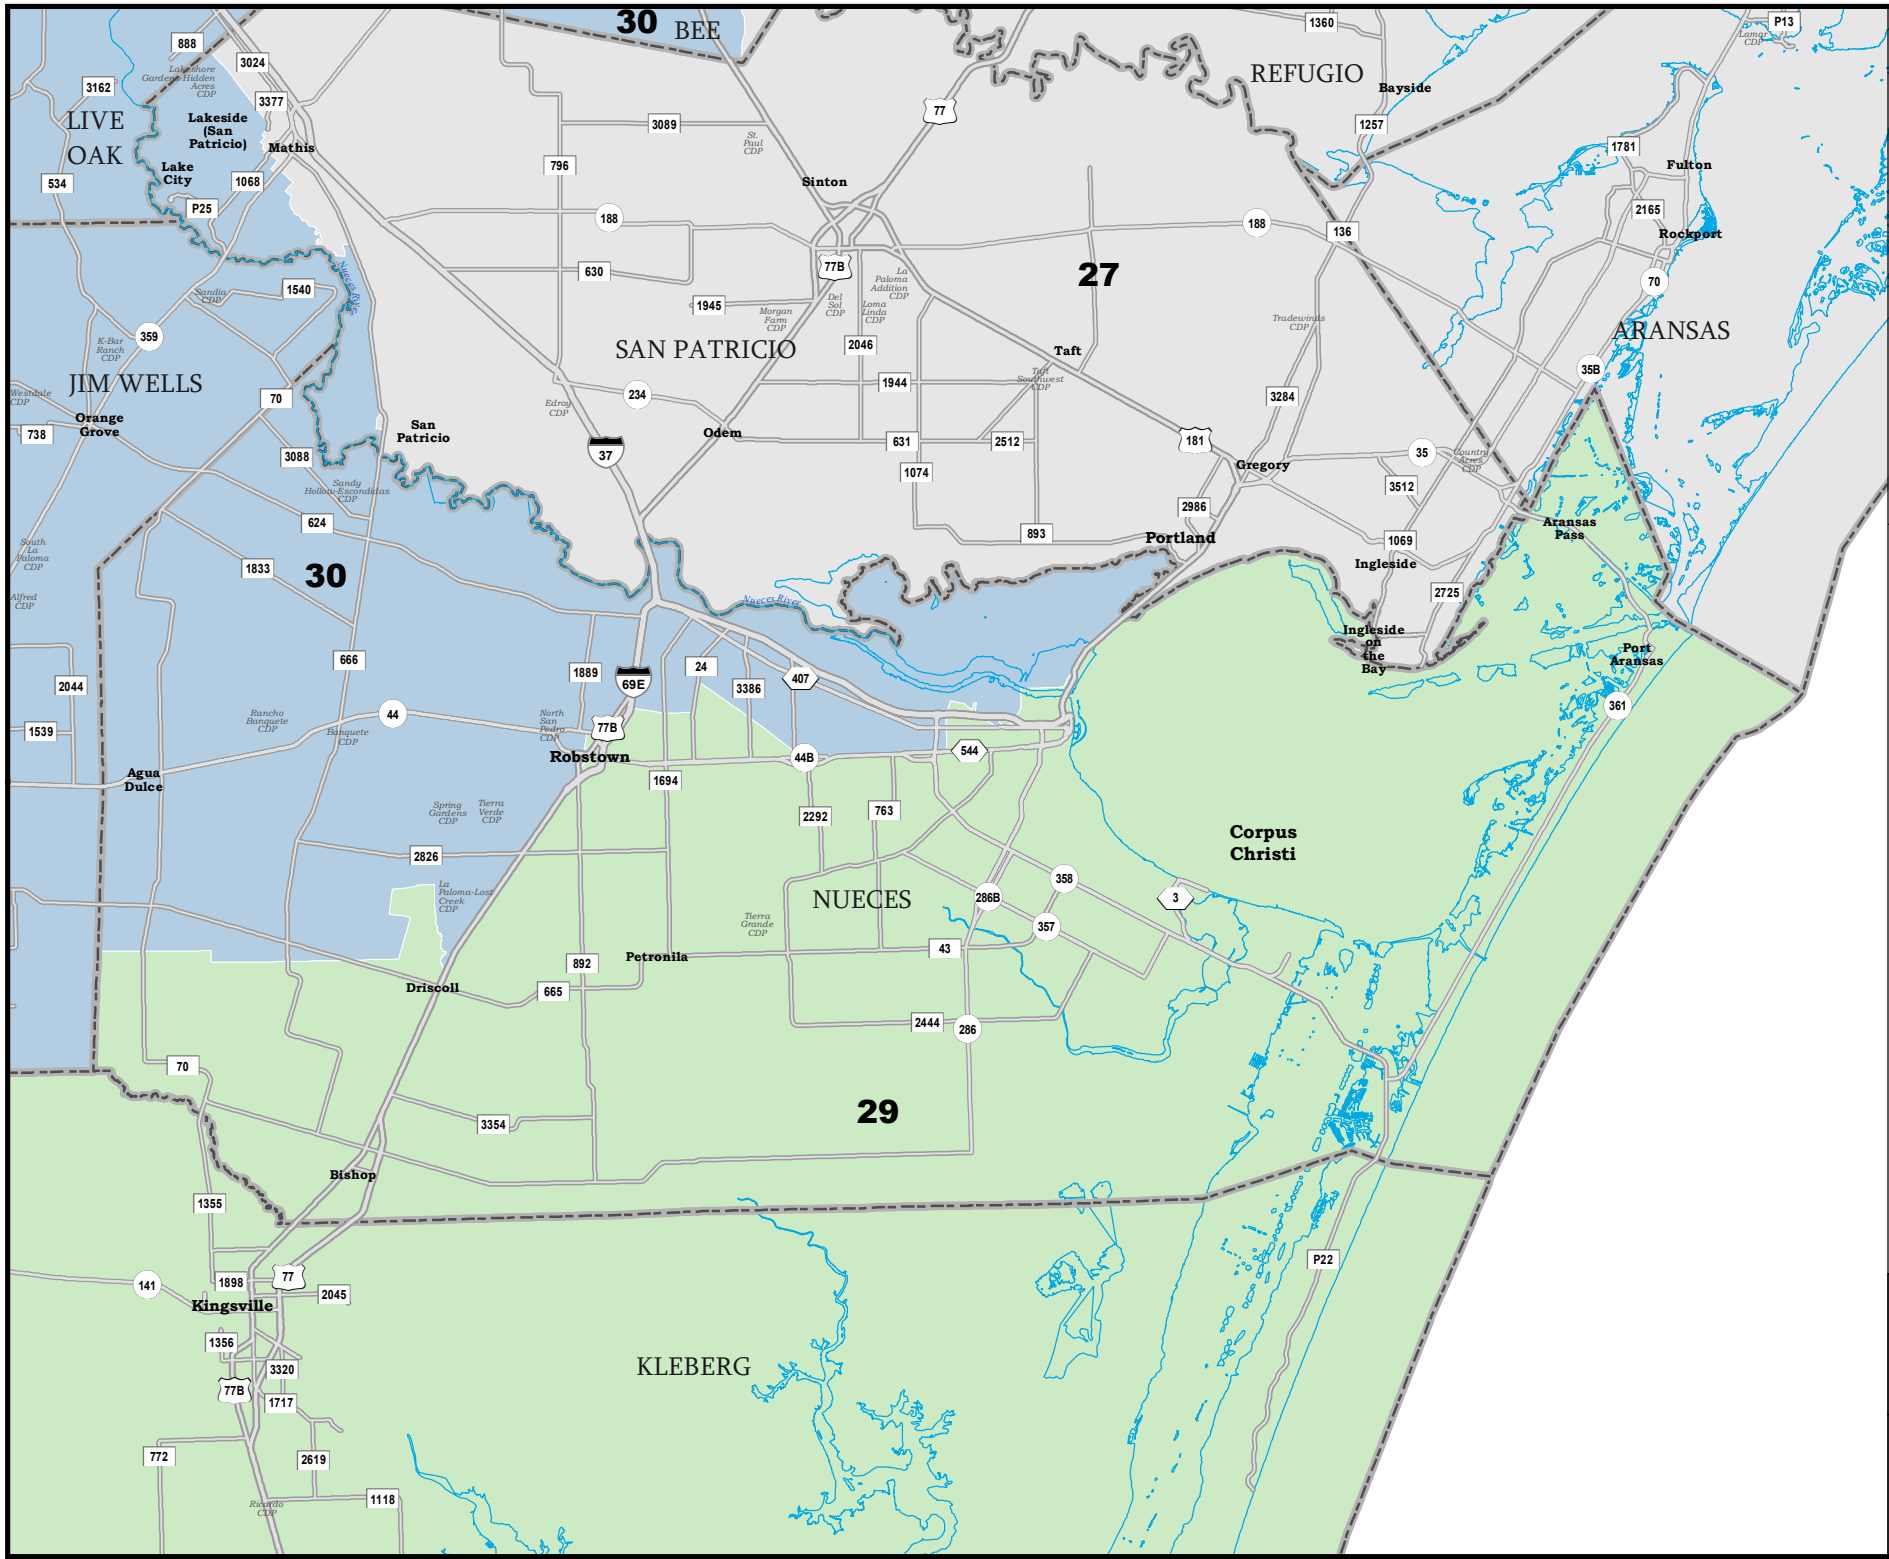 30
BEE
888
3024
3162
Lakeshore
Gardens-Hidden
Acres
CDP
3377
LIVE
OAK
Lakeside
(San
Patricio)
Mathis
Lake
City
534
1068
P25
1360
P13
Lamar
CDP
REFUGIO
Bayside
77
3089
St.
Paul
CDP
1257
796
Sinton
1781
Fulton
188
188
136
2165
Rockport
77B
27
630
La
Paloma
Addition
CDP
70
Nueces River
Sandia
CDP
1540
1945
Morgan
Farm
CDP
Del
Sol
CDP
Loma
Linda
CDP
Tradewinds
CDP
359
K-Bar
Ranch
CDP
SAN PATRICIO
2046
Taft
ARANSAS
JIM WELLS
Westdale
CDP
70
234
1944
Taft
Southwest
CDP
35B
3284
Edroy
CDP
Orange
Grove
738
San
Patricio
Odem
37
631
2512
181
3088
1074
Gregory
35
Country
Acres
CDP
Sandy
Hollow-Escondidas
CDP
3512
2986
624
893
Portland
1069
Aransas
Pass
South
La
Paloma
CDP
1833
30
Ingleside
2725
Alfred
CDP
Nueces River
Ingleside
on
the
Bay
Port
Aransas
666
1889
69E
24
3386
407
2044
361
44
Rancho
Banquete
CDP
Banquete
CDP
North
San
Pedro
CDP
77B
1539
Robstown
44B
544
Agua
Dulce
1694
Spring
Gardens
CDP
Tierra
Verde
CDP
2292
763
Corpus
Christi
2826
La
Paloma-Lost
Creek
CDP
358
286B
3
NUECES
Tierra
Grande
CDP
357
43
Petronila
892
Driscoll
665
2444
286
70
29
3354
Bishop
1355
P22
141
1898
77
2045
Kingsville
1356
3320
KLEBERG
77B
1717
772
2619
1118
Ricardo
CDP